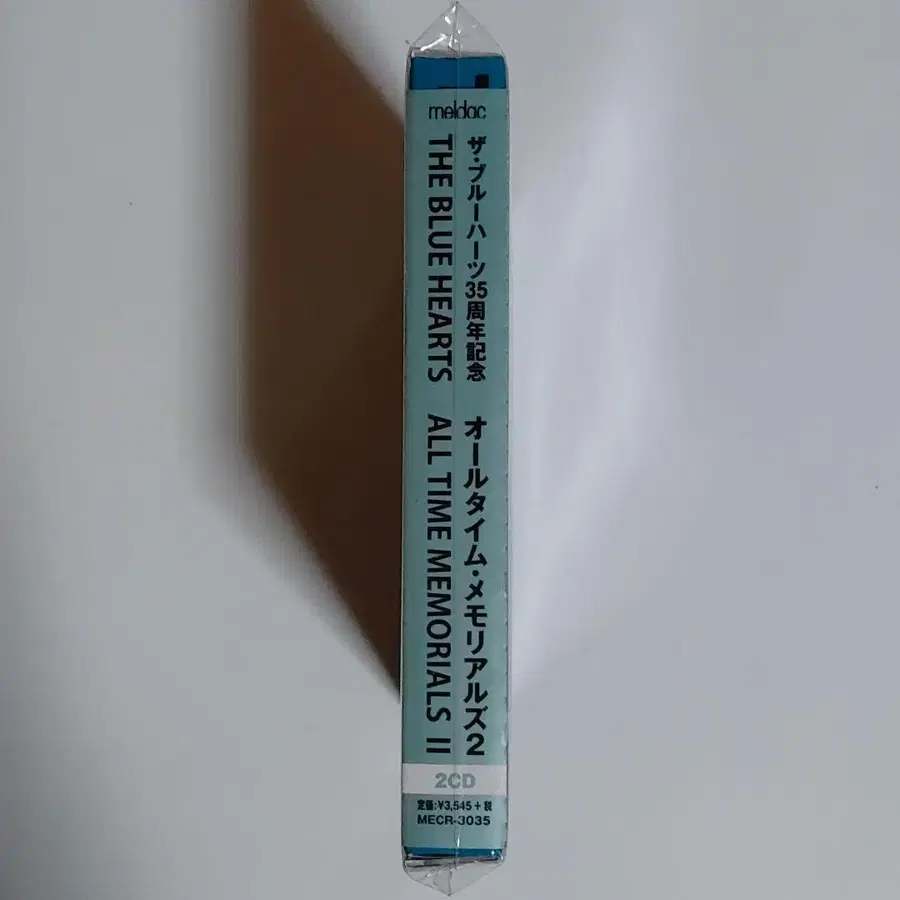 meldac
ザ・ブルーハーツ35周年記念 オールタイム・メモリアルズ2
THE BLUE HEARTS ALL TIME MEMORIALS II
2CD
定価:¥3,545+税
MECR-3035